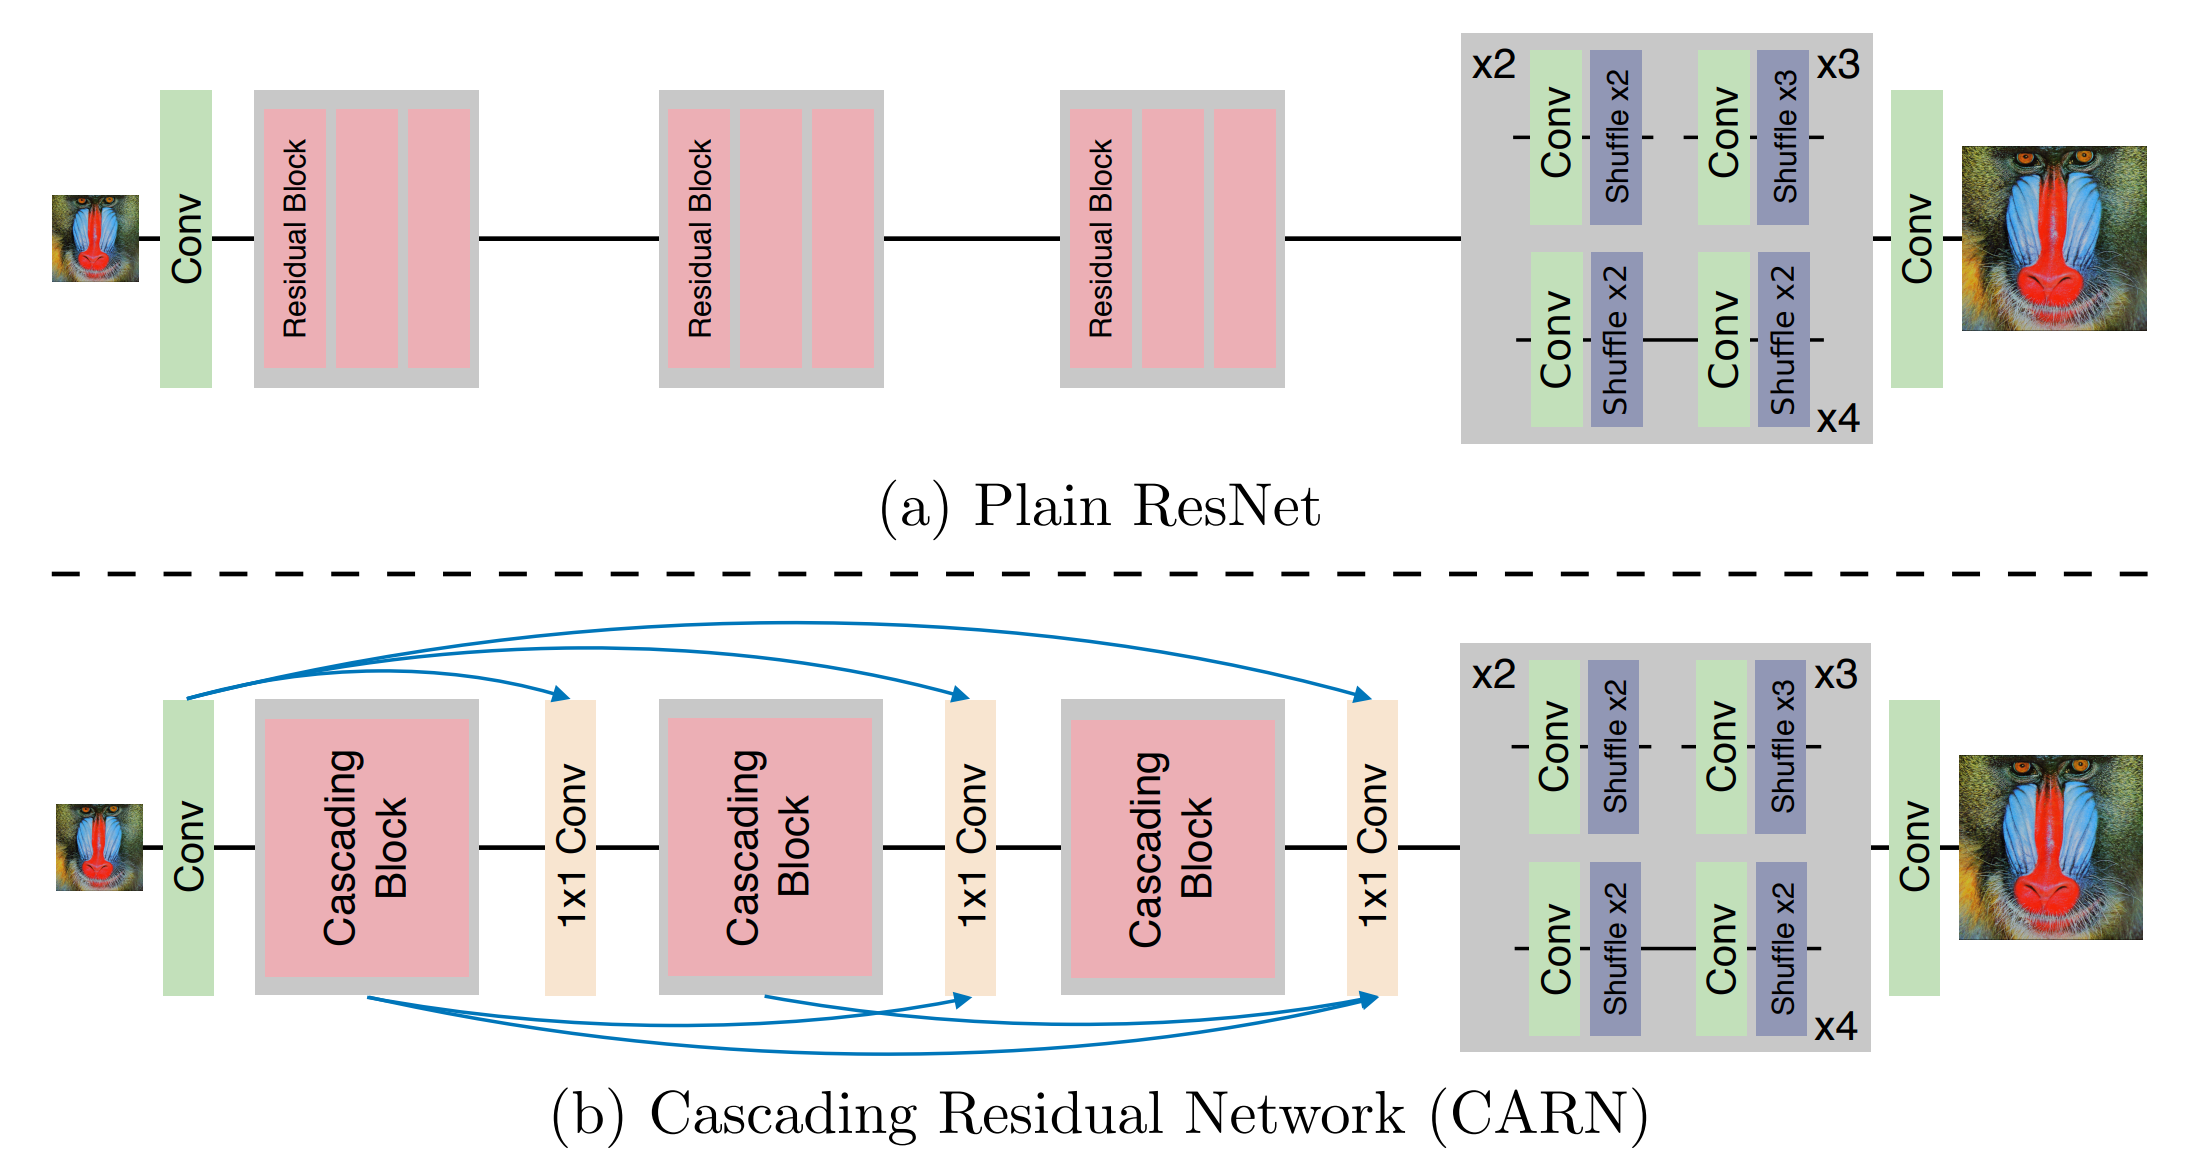 Conv
Residual Block
Residual Block
Residual Block
x2
Conv
Shuffle x2
Conv
Shuffle x3
x3
Conv
Shuffle x2
Conv
Shuffle x2
x4
Conv
(a) Plain ResNet
Conv
Cascading
Block
1x1 Conv
Cascading
Block
1x1 Conv
Cascading
Block
1x1 Conv
x2
Conv
Shuffle x2
Conv
Shuffle x3
x3
Conv
Shuffle x2
Conv
Shuffle x2
x4
Conv
(b) Cascading Residual Network (CARN)